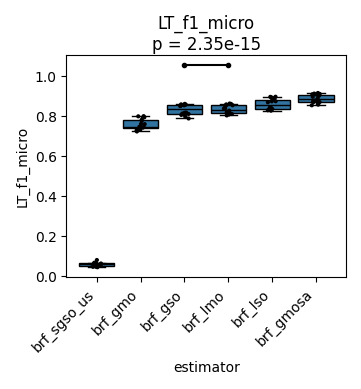 LT_f1_micro
p = 2.35e-15
LT_f1_micro
1.0
0.8
0.6
0.4
0.2
0.0
brf_sgso_us
brf_gmo
brf_gso
brf_lmo
brf_lso
brf_gmosa
estimator